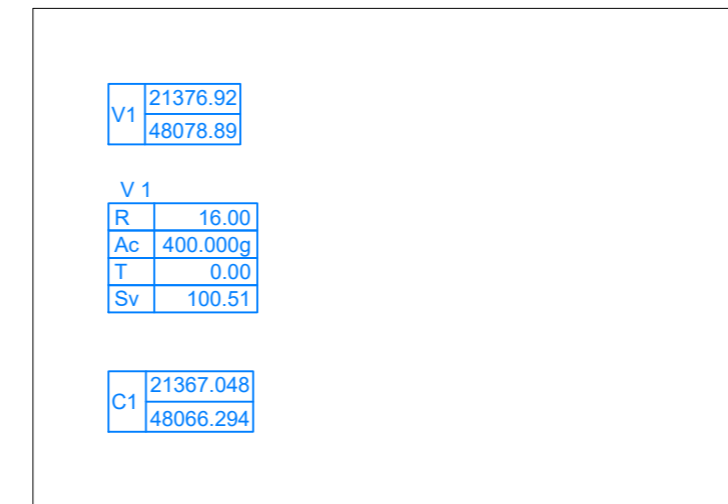 V1 21376.92
48078.89
V 1
R 16.00
Ac 400.000g
T 0.00
Sv 100.51
C1 21367.048
48066.294